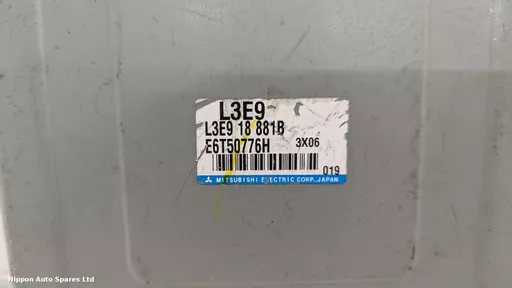 L3E9
L3E9 18 881B
E6T50776H 3X06
019
MITSUBISHI ELECTRIC CORP., JAPAN
Nippon Auto Spares Ltd